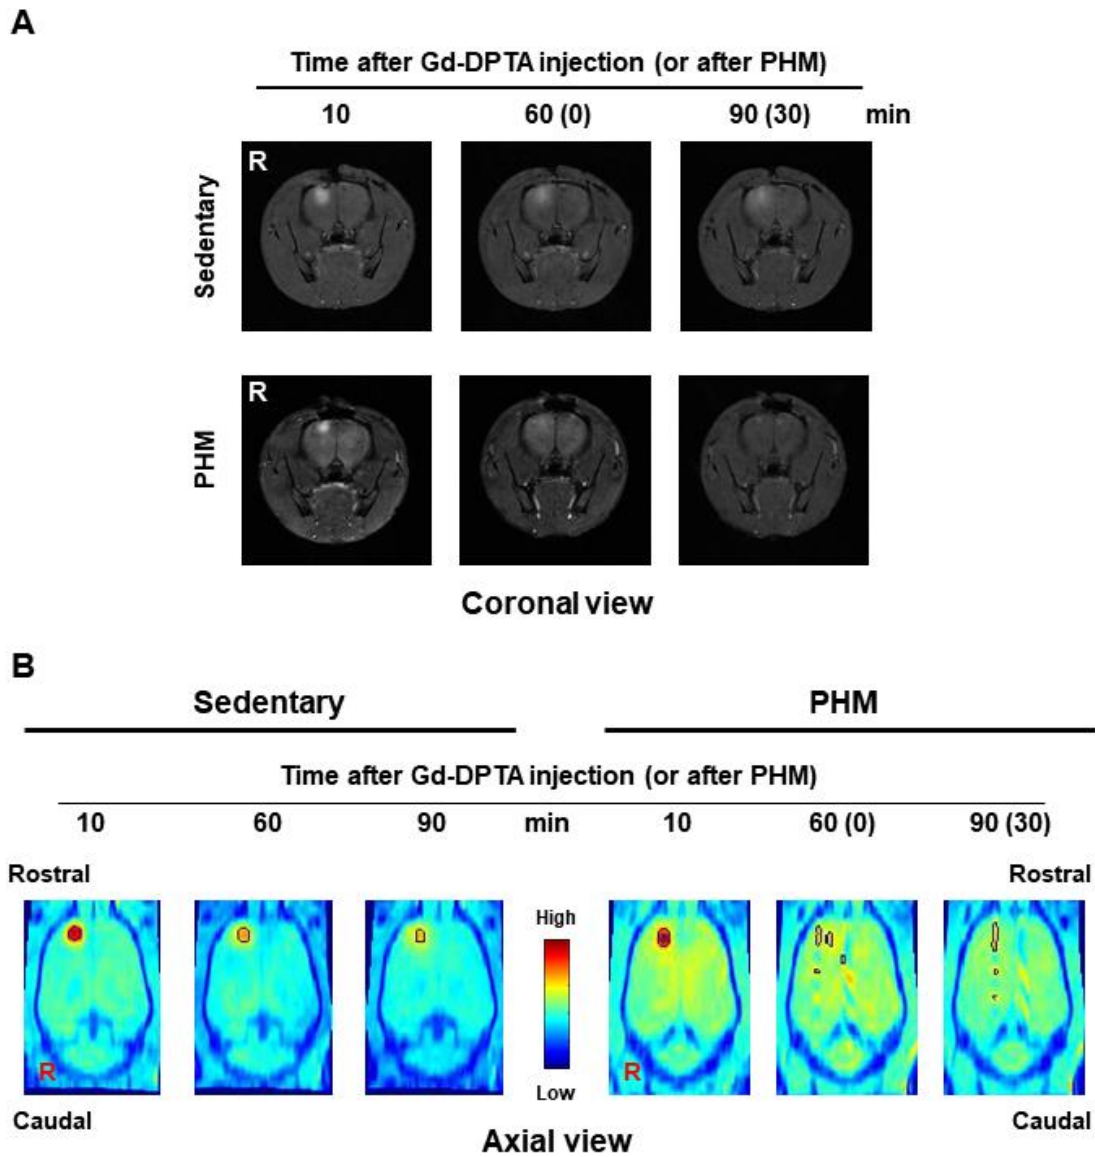 A
Time after Gd-DPTA injection (or after PHM)
10 60 (0) 90 (30) min
Sedentary
R
PHM
R
Coronal view
B
Sedentary PHM
Time after Gd-DPTA injection (or after PHM)
10 60 90 min 10 60 (0) 90 (30)
Rostral Rostral
High
Low
R R
Caudal Caudal
Axial view